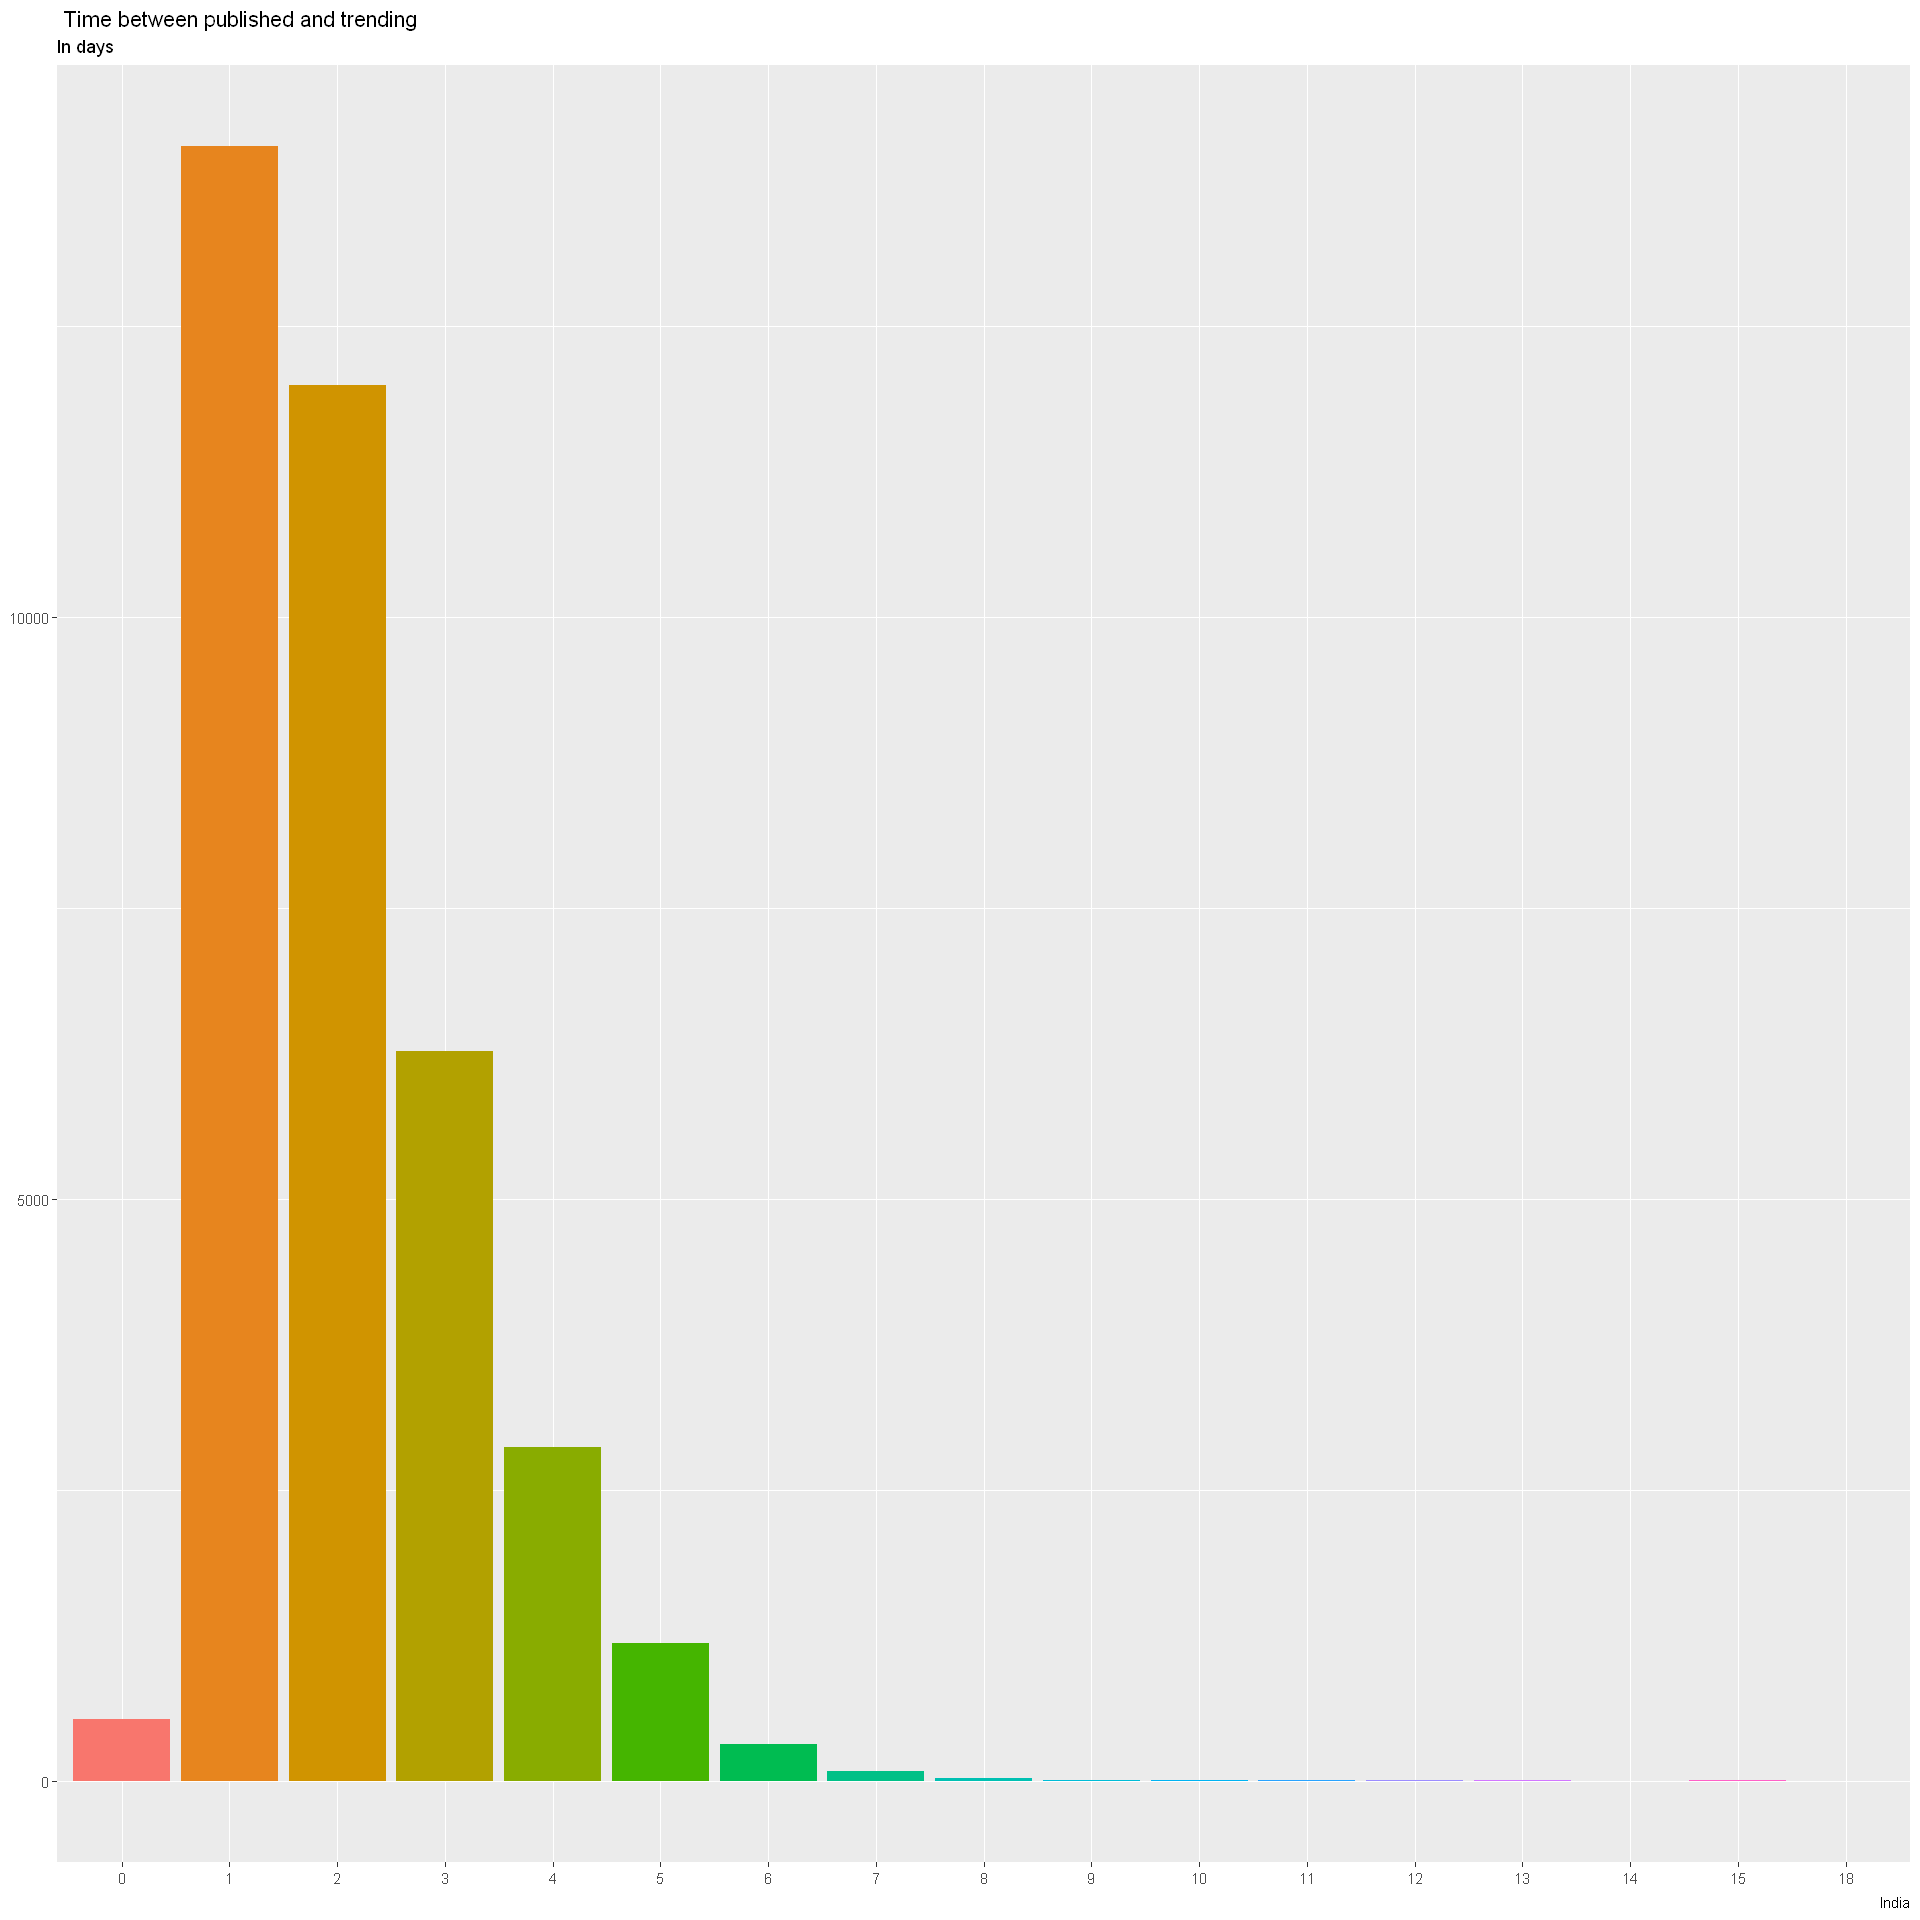 Time between published and trending
In days
10000
5000
0
0 1 2 3 4 5 6 7 8 9 10 11 12 13 14 15 18
India